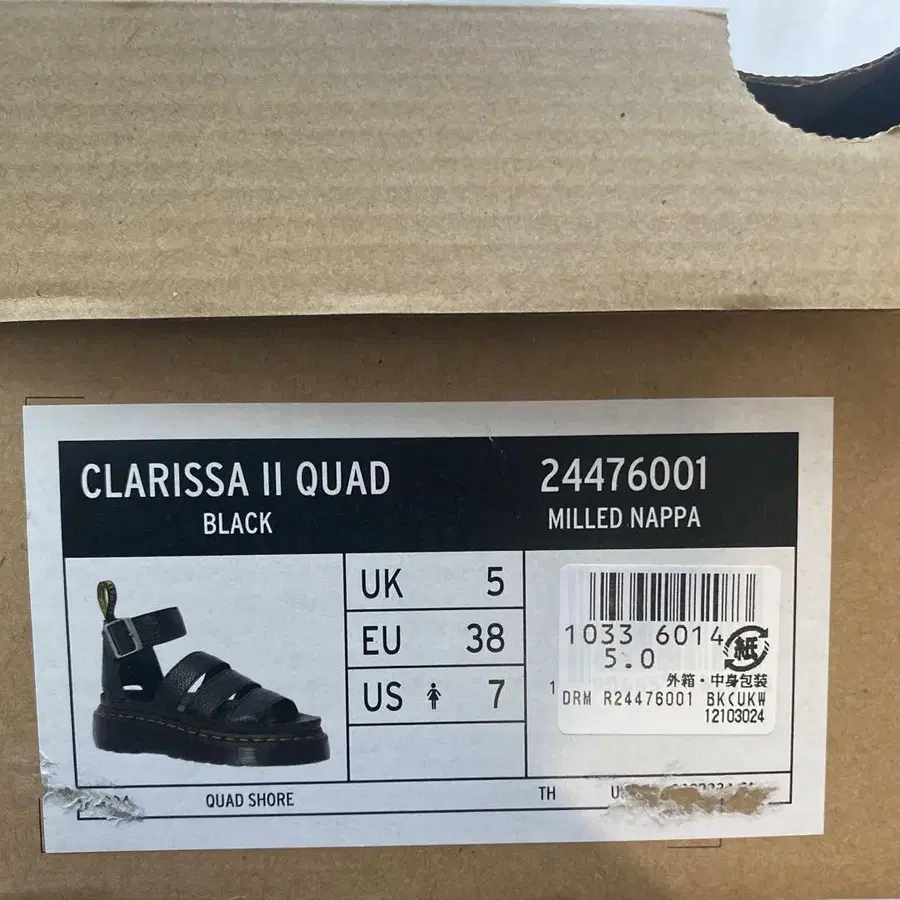 CLARISSA II QUAD
BLACK
24476001
MILLED NAPPA
UK 5
EU 38
US 7
1033 6014
5.0
紙
外箱・中身包装
1
DRM R24476001 BK(UKW
12103024
QUAD SHORE
TH